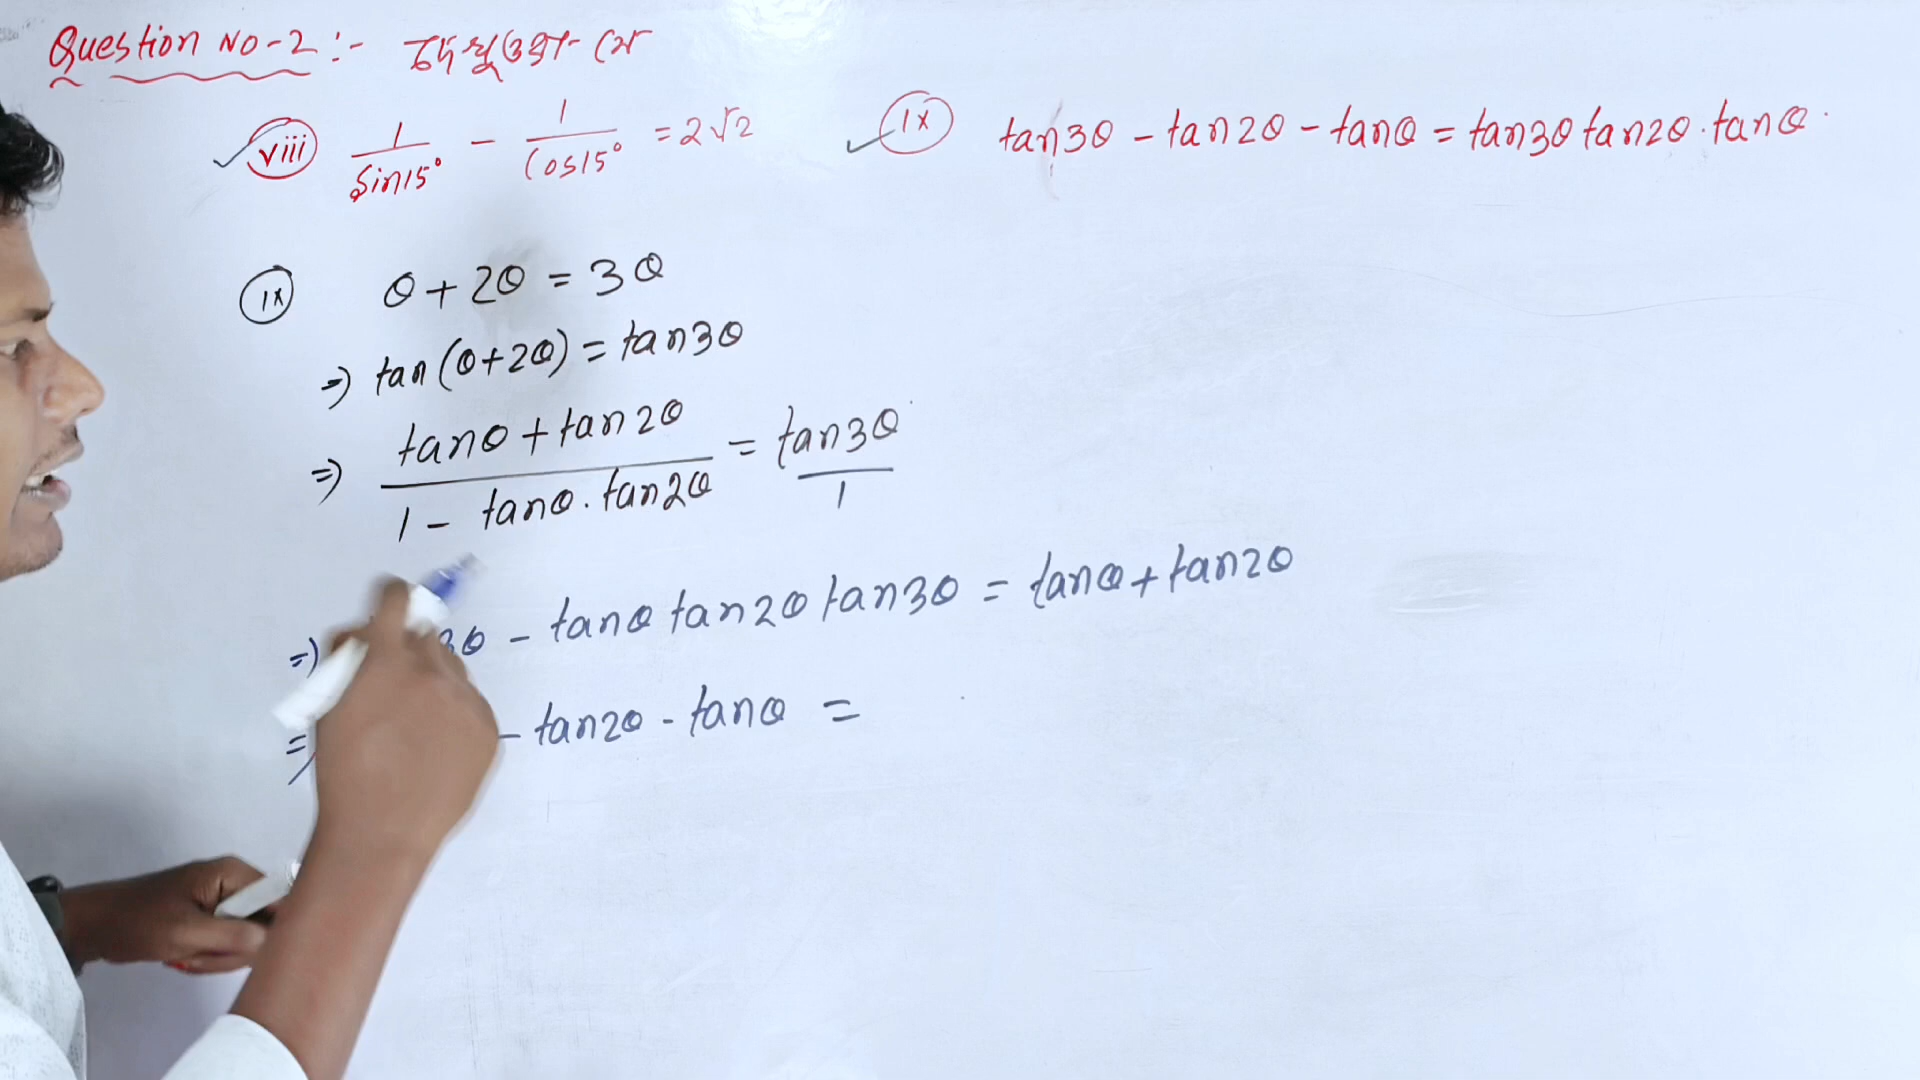 Question NO-2 :- দেখুওৱা যে
viii 1/Sin15° - 1/Cos15° = 2√2
ix tan3θ - tan2θ - tanθ = tan3θ tan2θ. tanθ.
ix θ + 2θ = 3θ
⇒ tan(θ+2θ) = tan3θ
⇒ tanθ + tan2θ / 1 - tanθ. tan2θ = tan3θ / 1
⇒ 3θ - tanθ tan2θ tan3θ = tanθ + tan2θ
⇒ - tan2θ - tanθ =